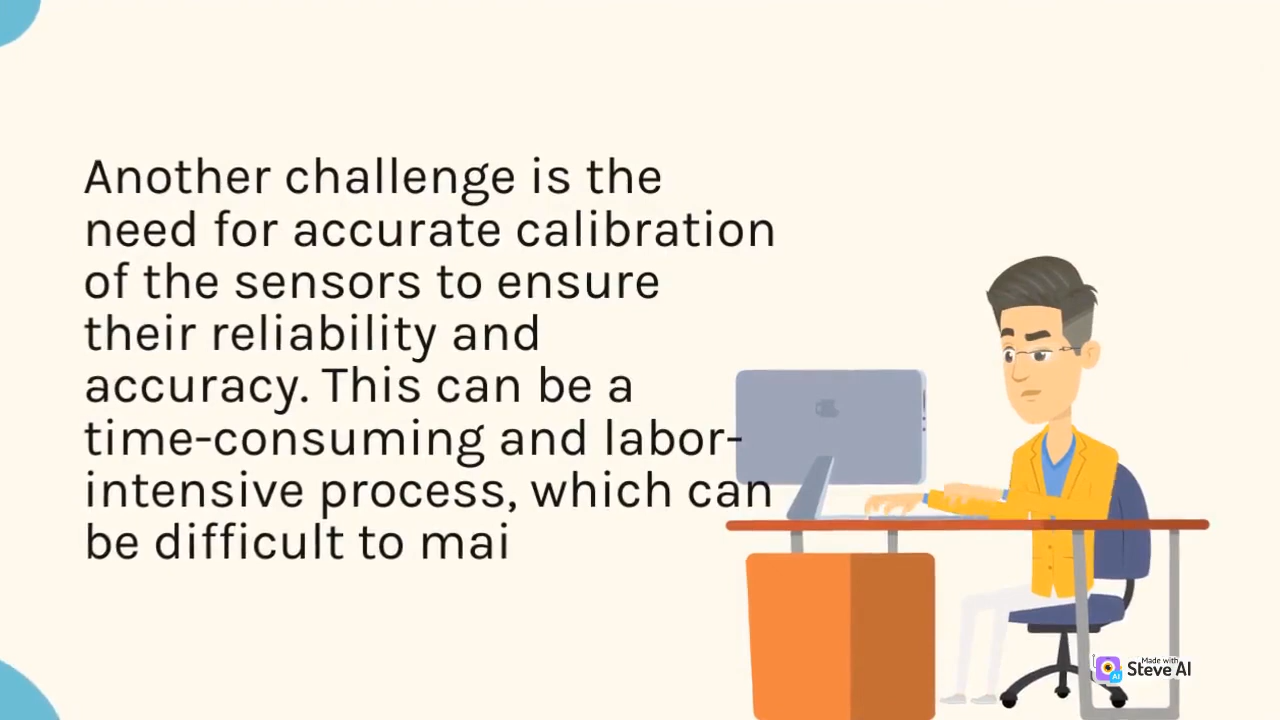 Another challenge is the
need for accurate calibration
of the sensors to ensure
their reliability and
accuracy. This can be a
time-consuming and labor-
intensive process, which can
be difficult to mai
Made with
Steve AI
AI